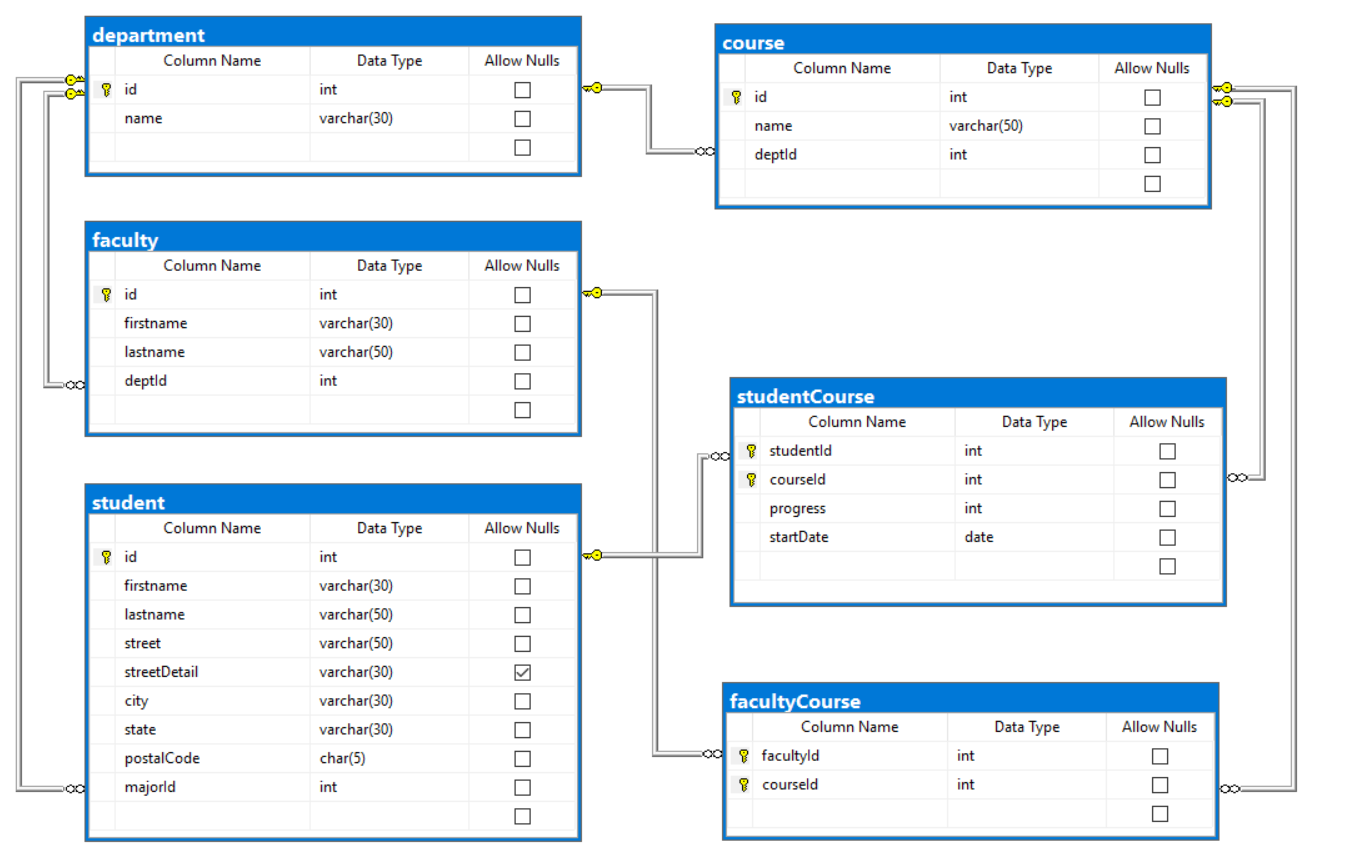 department
Column Name Data Type Allow Nulls
id int
name varchar(30)
course
Column Name Data Type Allow Nulls
id int
name varchar(50)
deptId int
faculty
Column Name Data Type Allow Nulls
id int
firstname varchar(30)
lastname varchar(50)
deptId int
studentCourse
Column Name Data Type Allow Nulls
studentId int
courseId int
progress int
startDate date
student
Column Name Data Type Allow Nulls
id int
firstname varchar(30)
lastname varchar(50)
street varchar(50)
streetDetail varchar(30)
city varchar(30)
state varchar(30)
postalCode char(5)
majorId int
facultyCourse
Column Name Data Type Allow Nulls
facultyId int
courseId int